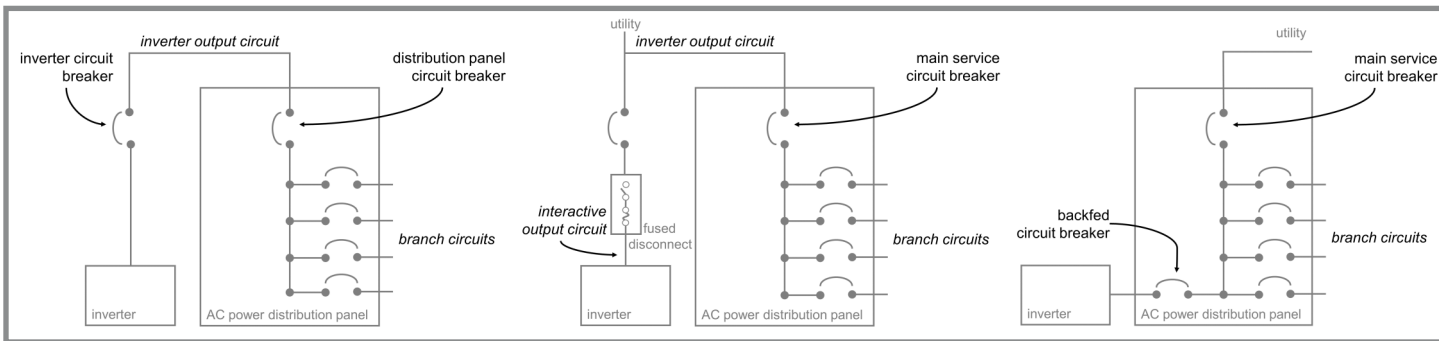 inverter output circuit
inverter circuit
breaker
distribution panel
circuit breaker
branch circuits
inverter
AC power distribution panel
utility
inverter output circuit
main service
circuit breaker
interactive
output circuit
fused
disconnect
branch circuits
inverter
AC power distribution panel
utility
main service
circuit breaker
backfed
circuit breaker
branch circuits
inverter
AC power distribution panel